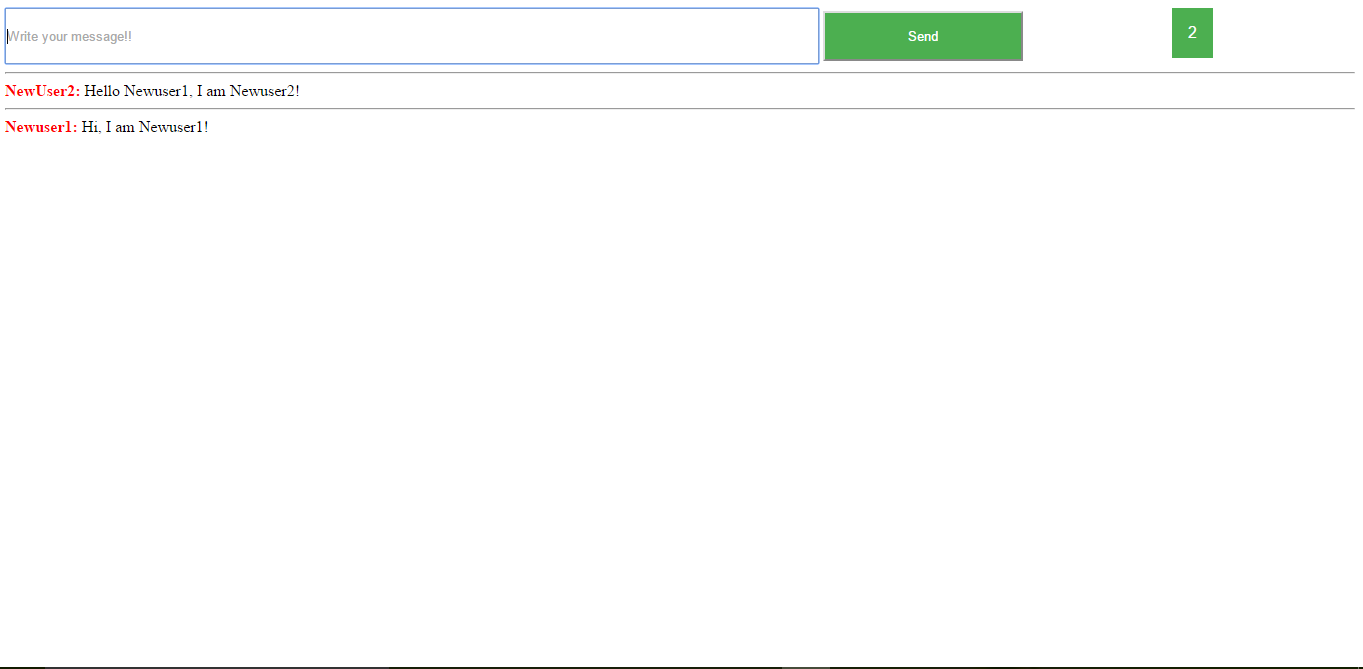 Write your message!! Send 2
NewUser2: Hello Newuser1, I am Newuser2!
Newuser1: Hi, I am Newuser1!